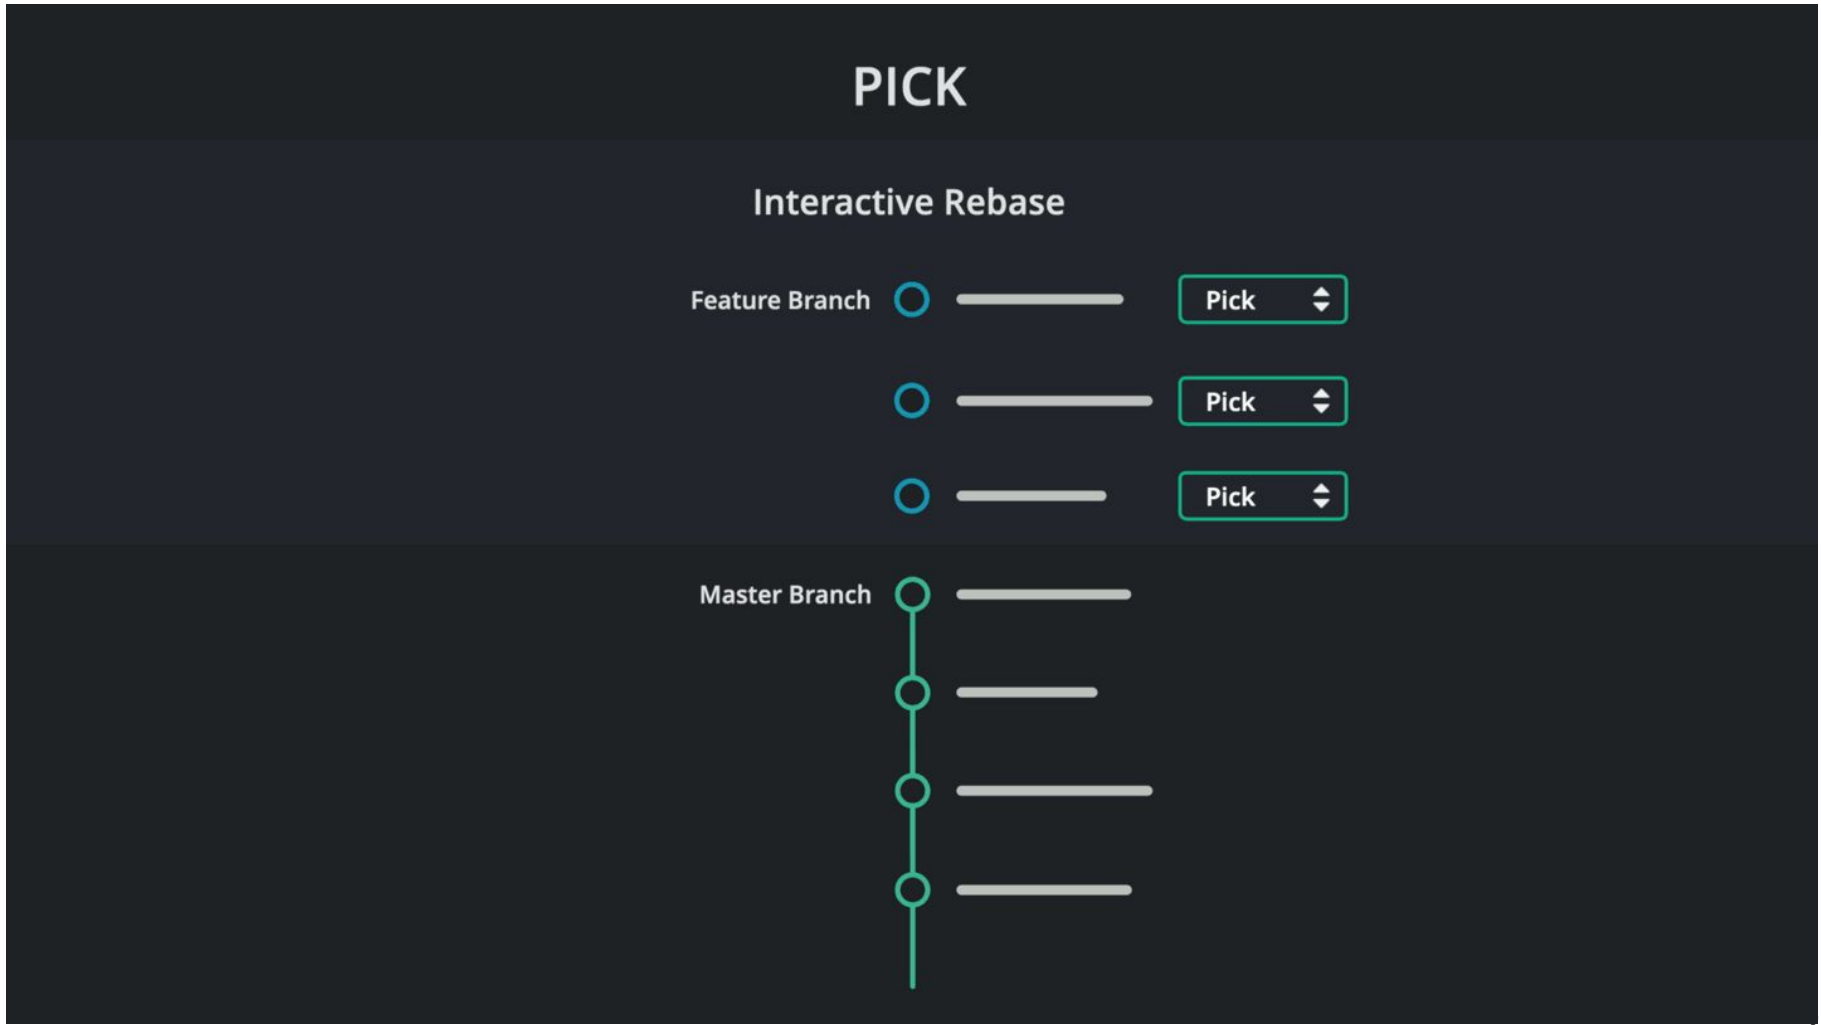 PICK
Interactive Rebase
Feature Branch Pick
Pick
Pick
Master Branch